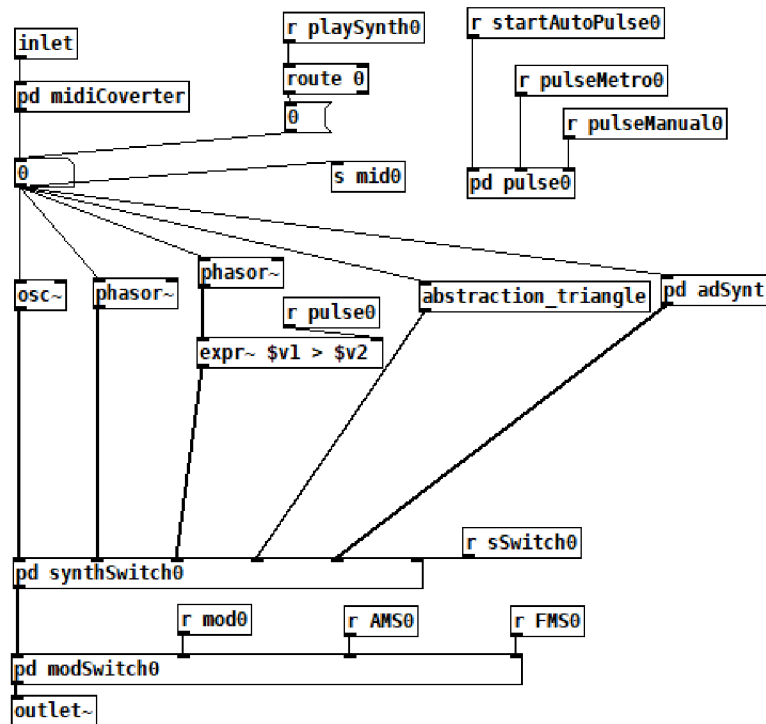 r playSynth0
r startAutoPulse0
inlet
route 0
r pulseMetro0
pd midiCoverter
0
r pulseManual0
0
s mid0
pd pulse0
phasor~
osc~
phasor~
abstraction_triangle
pd adSynt
r pulse0
expr~ $v1 > $v2
r sSwitch0
pd synthSwitch0
r mod0
r AMS0
r FMS0
pd modSwitch0
outlet~